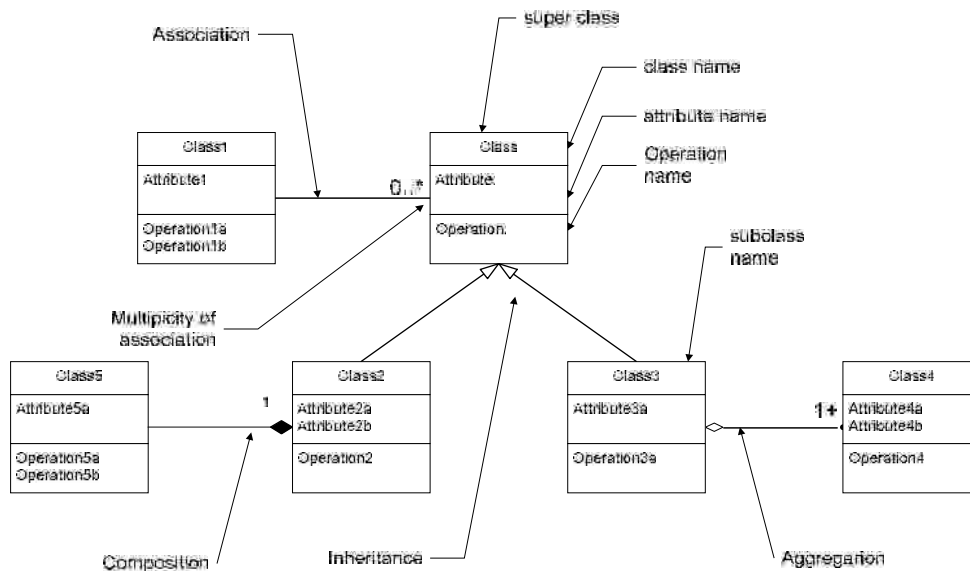 super class
Association
class name
attribute name
Operation
name
Class1
Attribute1
Operation1a
Operation1b
0..*
Class
Attribute:
Operation:
subclass
name
Multipicity of
association
Class5
Attribute5a
Operation5a
Operation5b
1
Class2
Attribute2a
Attribute2b
Operation2
Class3
Attribute3a
Operation3a
1+
Class4
Attribute4a
Attribute4b
Operation4
Composition
Inheritance
Aggregarion